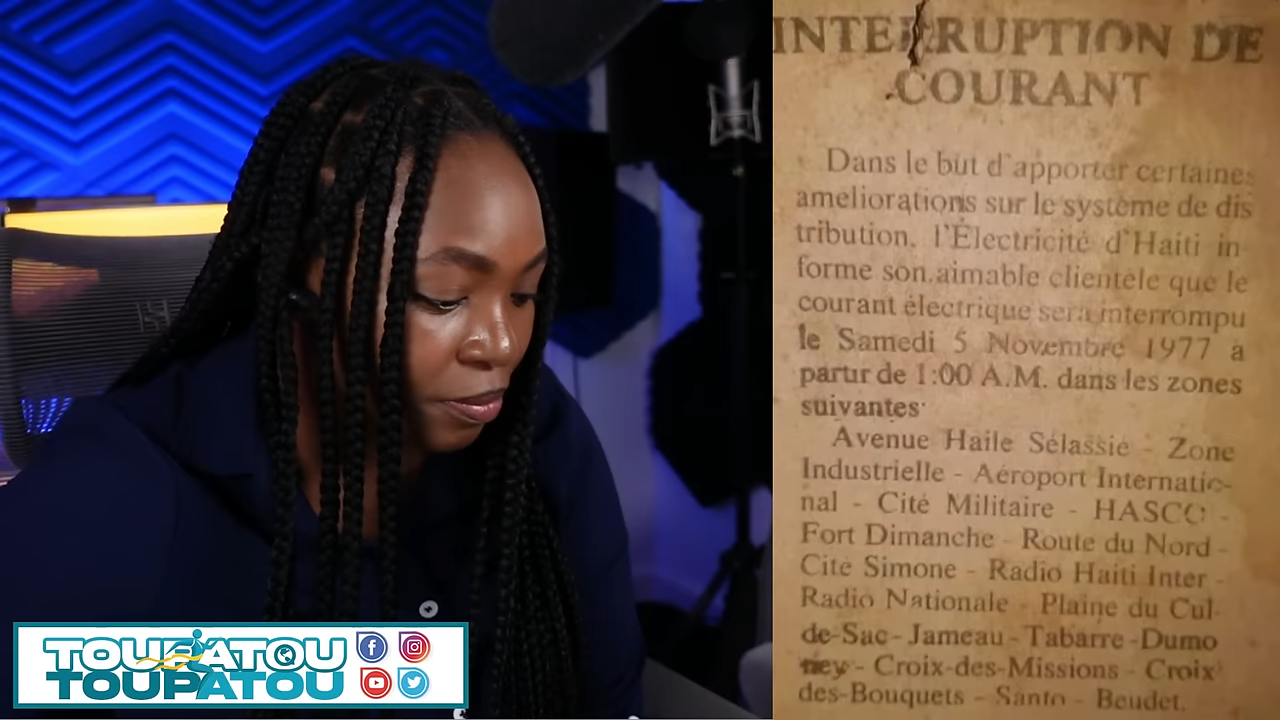 INTERRUPTION DE
COURANT
Dans le but d'apporter certaines
ameliorations sur le système de dis
tribution, l'Électricité d'Haiti in-
forme son aimable clientèle que le
courant électrique sera interrompu
le Samedi 5 Novembre 1977 a
partir de 1:00 A.M. dans les zones
suivantes
Avenue Haile Sélassié - Zone
Industrielle - Aéroport Internatio-
nal - Cité Militaire - HASCO -
Fort Dimanche - Route du Nord -
Cité Simone - Radio Haiti Inter -
Radio Nationale - Plaine du Cul-
de-Sac - Jameau - Tabarre - Dumo
ney - Croix-des-Missions - Croix
des-Bouquets - Santo - Beudet.
TOUPATOU
TOUPATOU